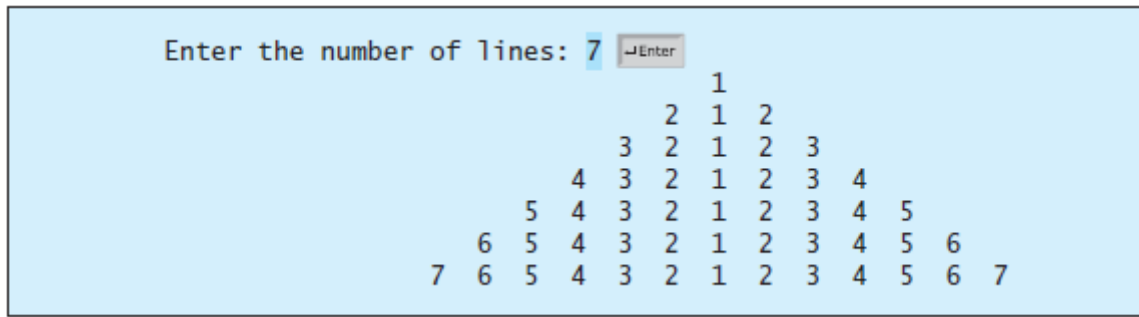 Enter the number of lines: 7 ↵Enter
1
2 1 2
3 2 1 2 3
4 3 2 1 2 3 4
5 4 3 2 1 2 3 4 5
6 5 4 3 2 1 2 3 4 5 6
7 6 5 4 3 2 1 2 3 4 5 6 7